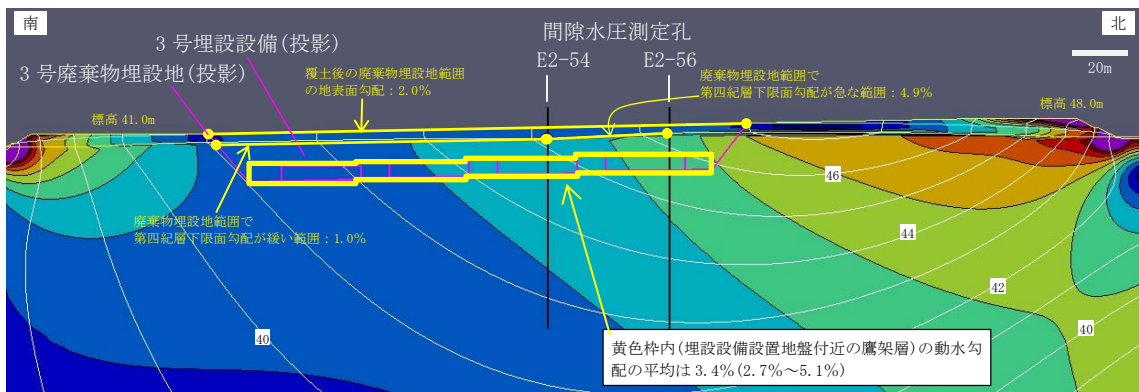 南
北
間隙水圧測定孔
E2-54
E2-56
20m
3号埋設設備(投影)
3号廃棄物埋設地(投影)
覆土後の廃棄物埋設地範囲
の地表面勾配：2.0%
廃棄物埋設地範囲で
第四紀層下限面勾配が急な範囲：4.9%
標高 41.0m
標高 48.0m
46
44
42
40
40
廃棄物埋設地範囲で
第四紀層下限面勾配が緩い範囲：1.0%
黄色枠内(埋設設備設置地盤付近の鷹架層)の動水勾
配の平均は 3.4%(2.7%～5.1%)